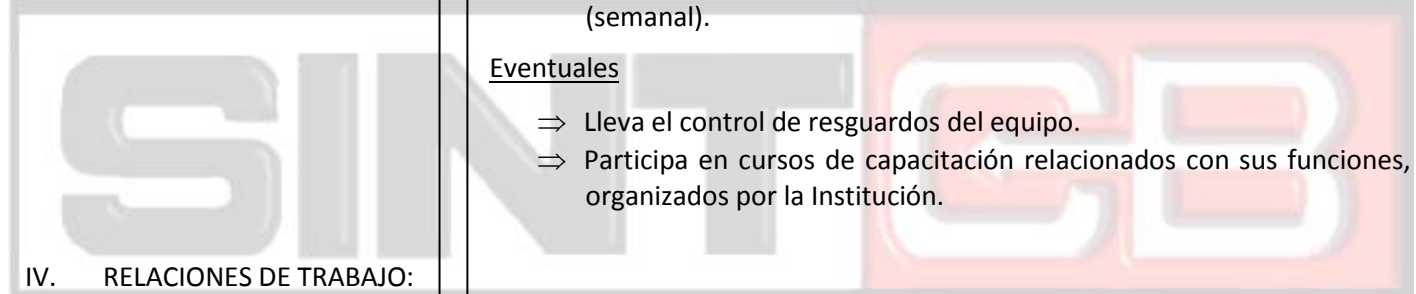 (semanal).
Eventuales
⇒ Lleva el control de resguardos del equipo.
⇒ Participa en cursos de capacitación relacionados con sus funciones,
organizados por la Institución.
IV. RELACIONES DE TRABAJO:
SINTCB